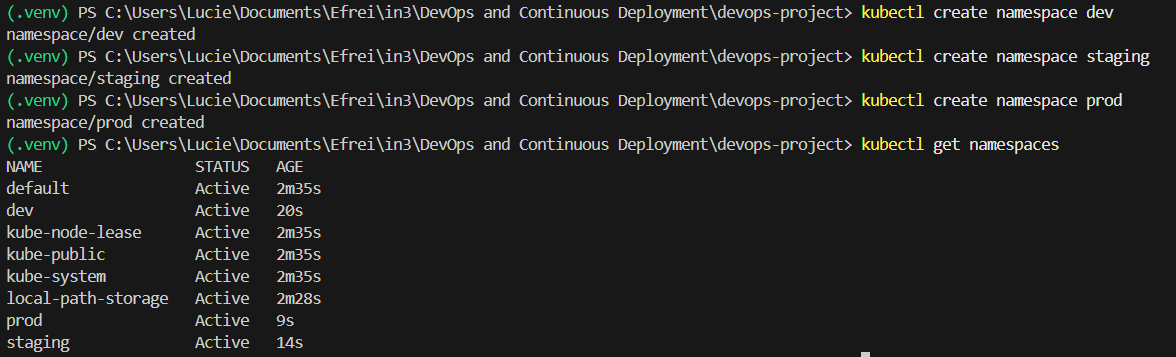 (.venv) PS C:\Users\Lucie\Documents\Efrei\in3\DevOps and Continuous Deployment\devops-project> kubectl create namespace dev
namespace/dev created
(.venv) PS C:\Users\Lucie\Documents\Efrei\in3\DevOps and Continuous Deployment\devops-project> kubectl create namespace staging
namespace/staging created
(.venv) PS C:\Users\Lucie\Documents\Efrei\in3\DevOps and Continuous Deployment\devops-project> kubectl create namespace prod
namespace/prod created
(.venv) PS C:\Users\Lucie\Documents\Efrei\in3\DevOps and Continuous Deployment\devops-project> kubectl get namespaces
NAME                 STATUS   AGE
default              Active   2m35s
dev                  Active   20s
kube-node-lease      Active   2m35s
kube-public          Active   2m35s
kube-system          Active   2m35s
local-path-storage   Active   2m28s
prod                 Active   9s
staging              Active   14s